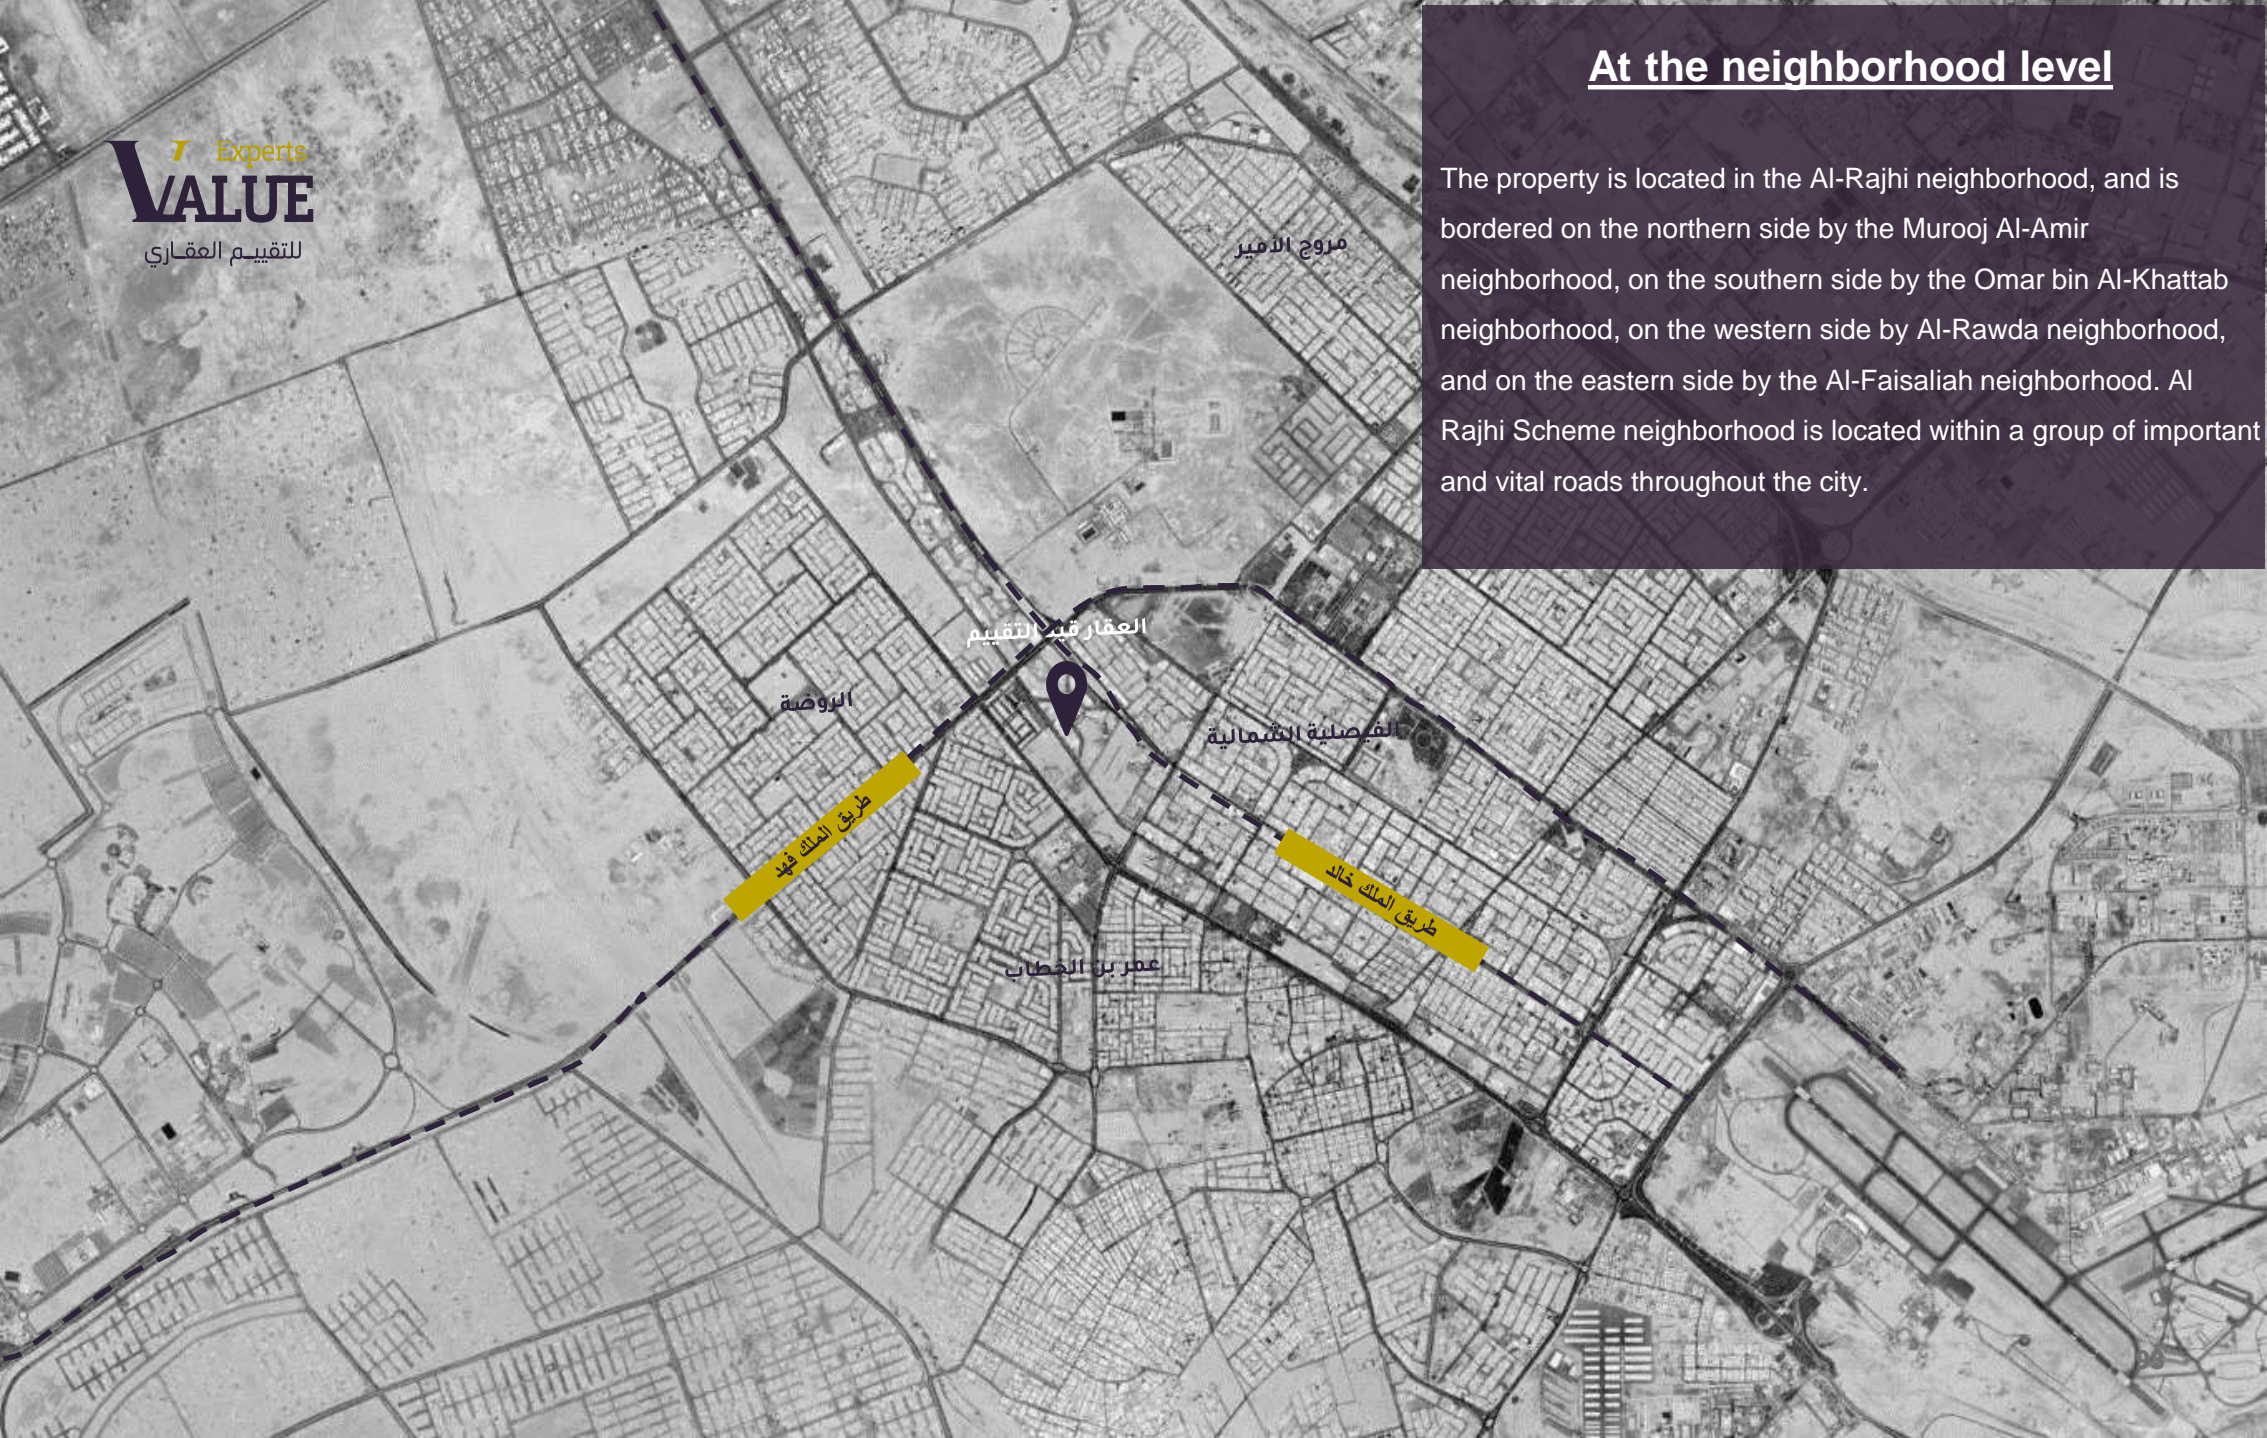 At the neighborhood level
Experts
VALUE
للتقييم العقاري
The property is located in the Al-Rajhi neighborhood, and is
bordered on the northern side by the Murooj Al-Amir
neighborhood, on the southern side by the Omar bin Al-Khattab
neighborhood, on the western side by Al-Rawda neighborhood,
and on the eastern side by the Al-Faisaliah neighborhood. Al
Rajhi Scheme neighborhood is located within a group of important
and vital roads throughout the city.
مروج الأمير
العقار قيد التقييم
الروضة
الفيصلية الشمالية
طريق الملك فهد
طريق الملك خالد
عمر بن الخطاب